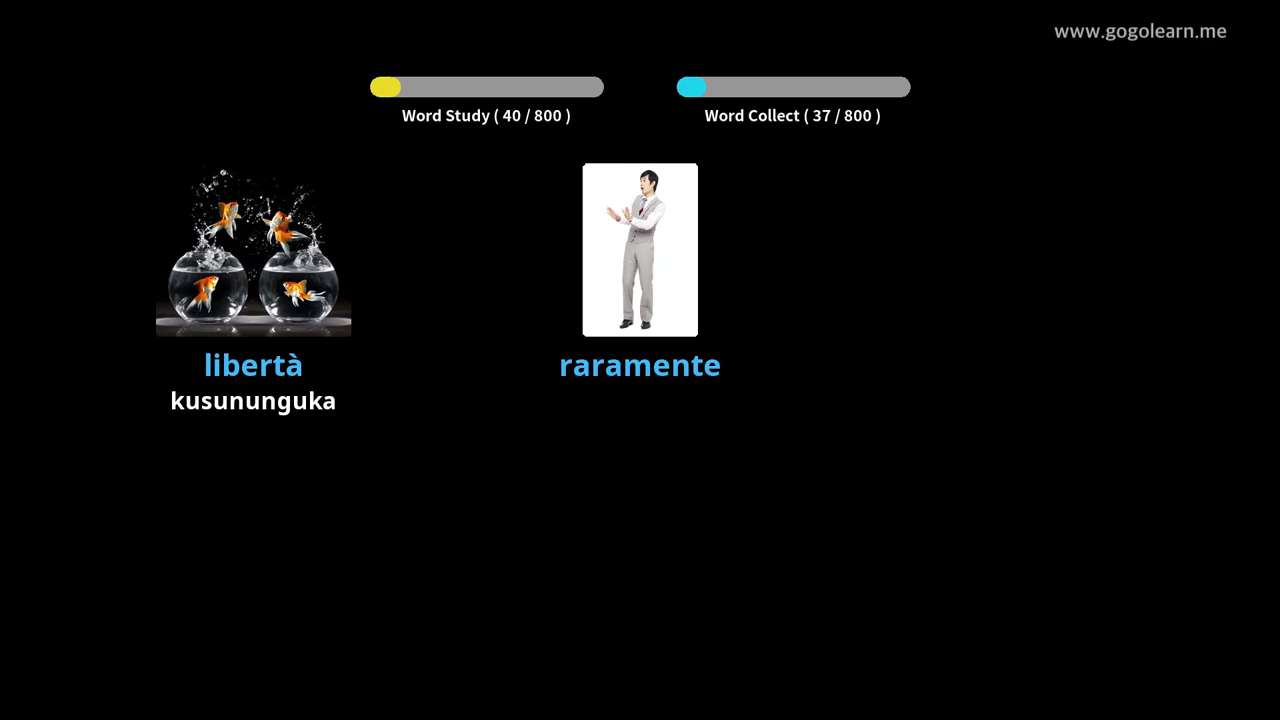 www.gogolearn.me
Word Study ( 40 / 800 )
Word Collect ( 37 / 800 )
libertà
kusununguka
raramente